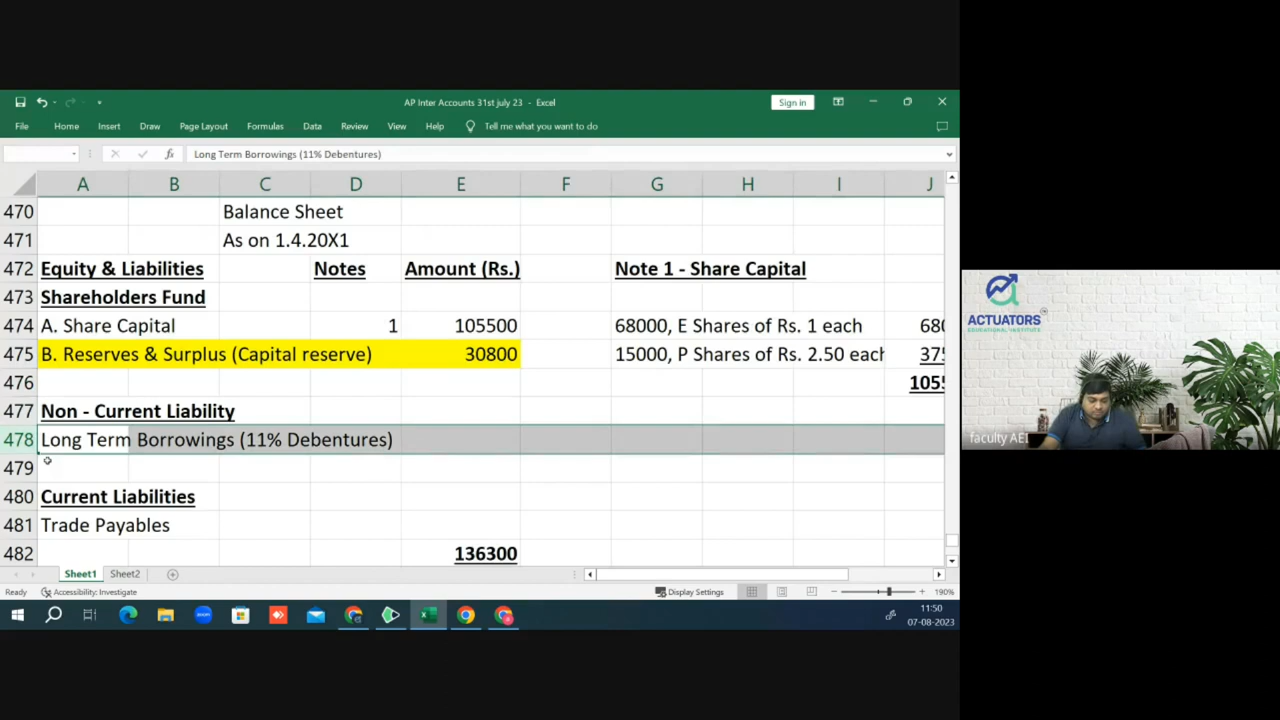 AP Inter Accounts 31st july 23 - Excel
Sign in
File Home Insert Draw Page Layout Formulas Data Review View Help Tell me what you want to do
fx Long Term Borrowings (11% Debentures)
A B C D E F G H I J
470 Balance Sheet
471 As on 1.4.20X1
472 Equity & Liabilities Notes Amount (Rs.) Note 1 - Share Capital
473 Shareholders Fund
474 A. Share Capital 1 105500 68000, E Shares of Rs. 1 each 680
475 B. Reserves & Surplus (Capital reserve) 30800 15000, P Shares of Rs. 2.50 each 375
476 1055
477 Non - Current Liability
478 Long Term Borrowings (11% Debentures)
479
480 Current Liabilities
481 Trade Payables
482 136300
Sheet1 Sheet2
Ready Accessibility: Investigate Display Settings 190%
zoom
11:50
07-08-2023
ACTUATORS
EDUCATIONAL INSTITUTES
faculty AEI